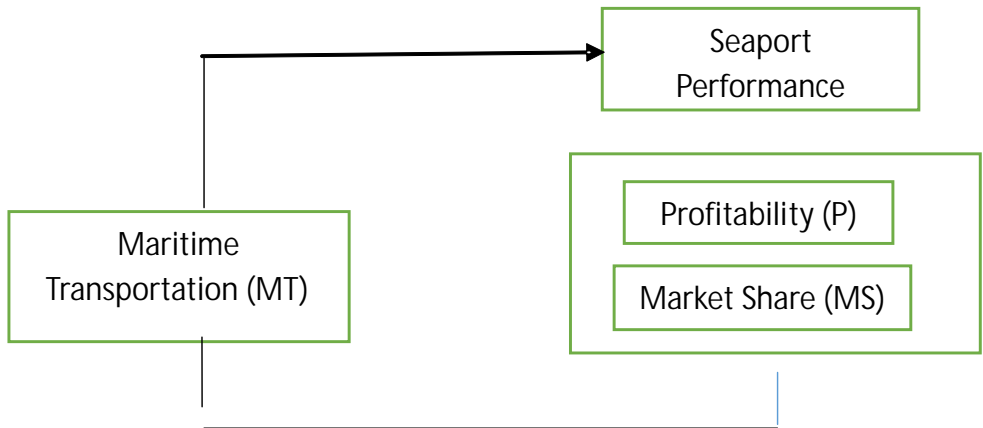 Seaport
Performance
Profitability (P)
Market Share (MS)
Maritime
Transportation (MT)